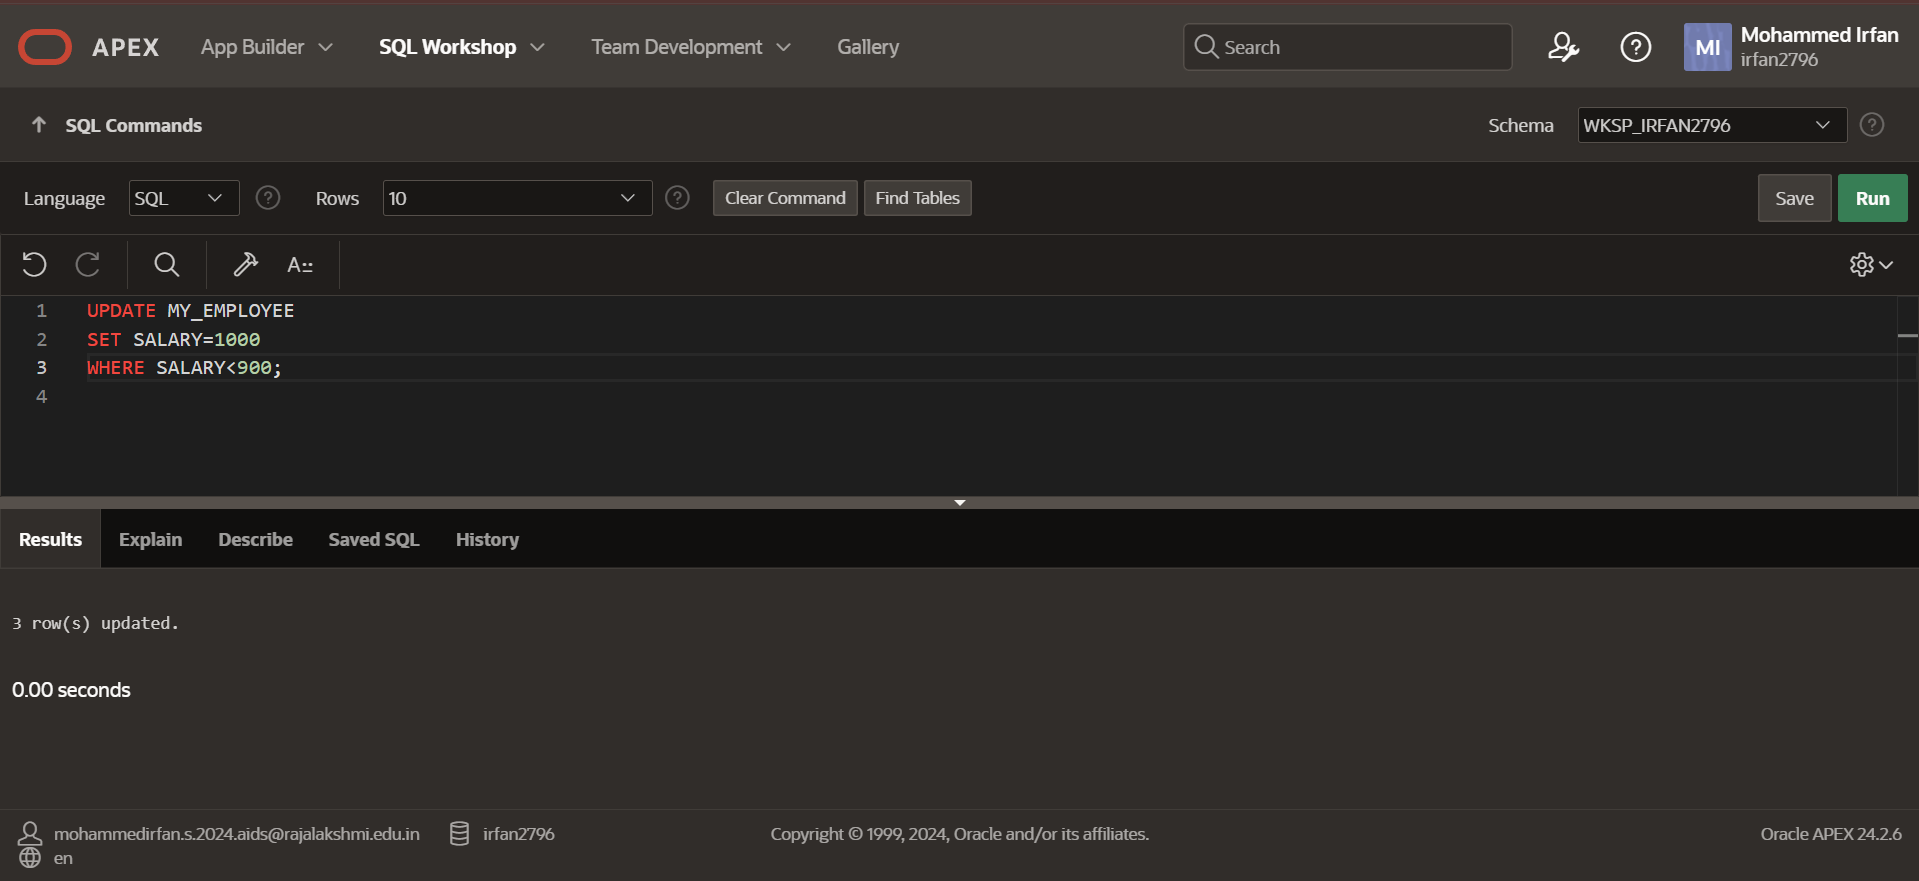 APEX App Builder SQL Workshop Team Development Gallery Search MI Mohammed Irfan
irfan2796
SQL Commands Schema WKSP_IRFAN2796
Language SQL Rows 10 Clear Command Find Tables Save Run
A
1 UPDATE MY_EMPLOYEE
2 SET SALARY=1000
3 WHERE SALARY<900;
4
Results Explain Describe Saved SQL History
3 row(s) updated.
0.00 seconds
mohammedirfan.s.2024.aids@rajalakshmi.edu.in irfan2796 Copyright © 1999, 2024, Oracle and/or its affiliates. Oracle APEX 24.2.6
en